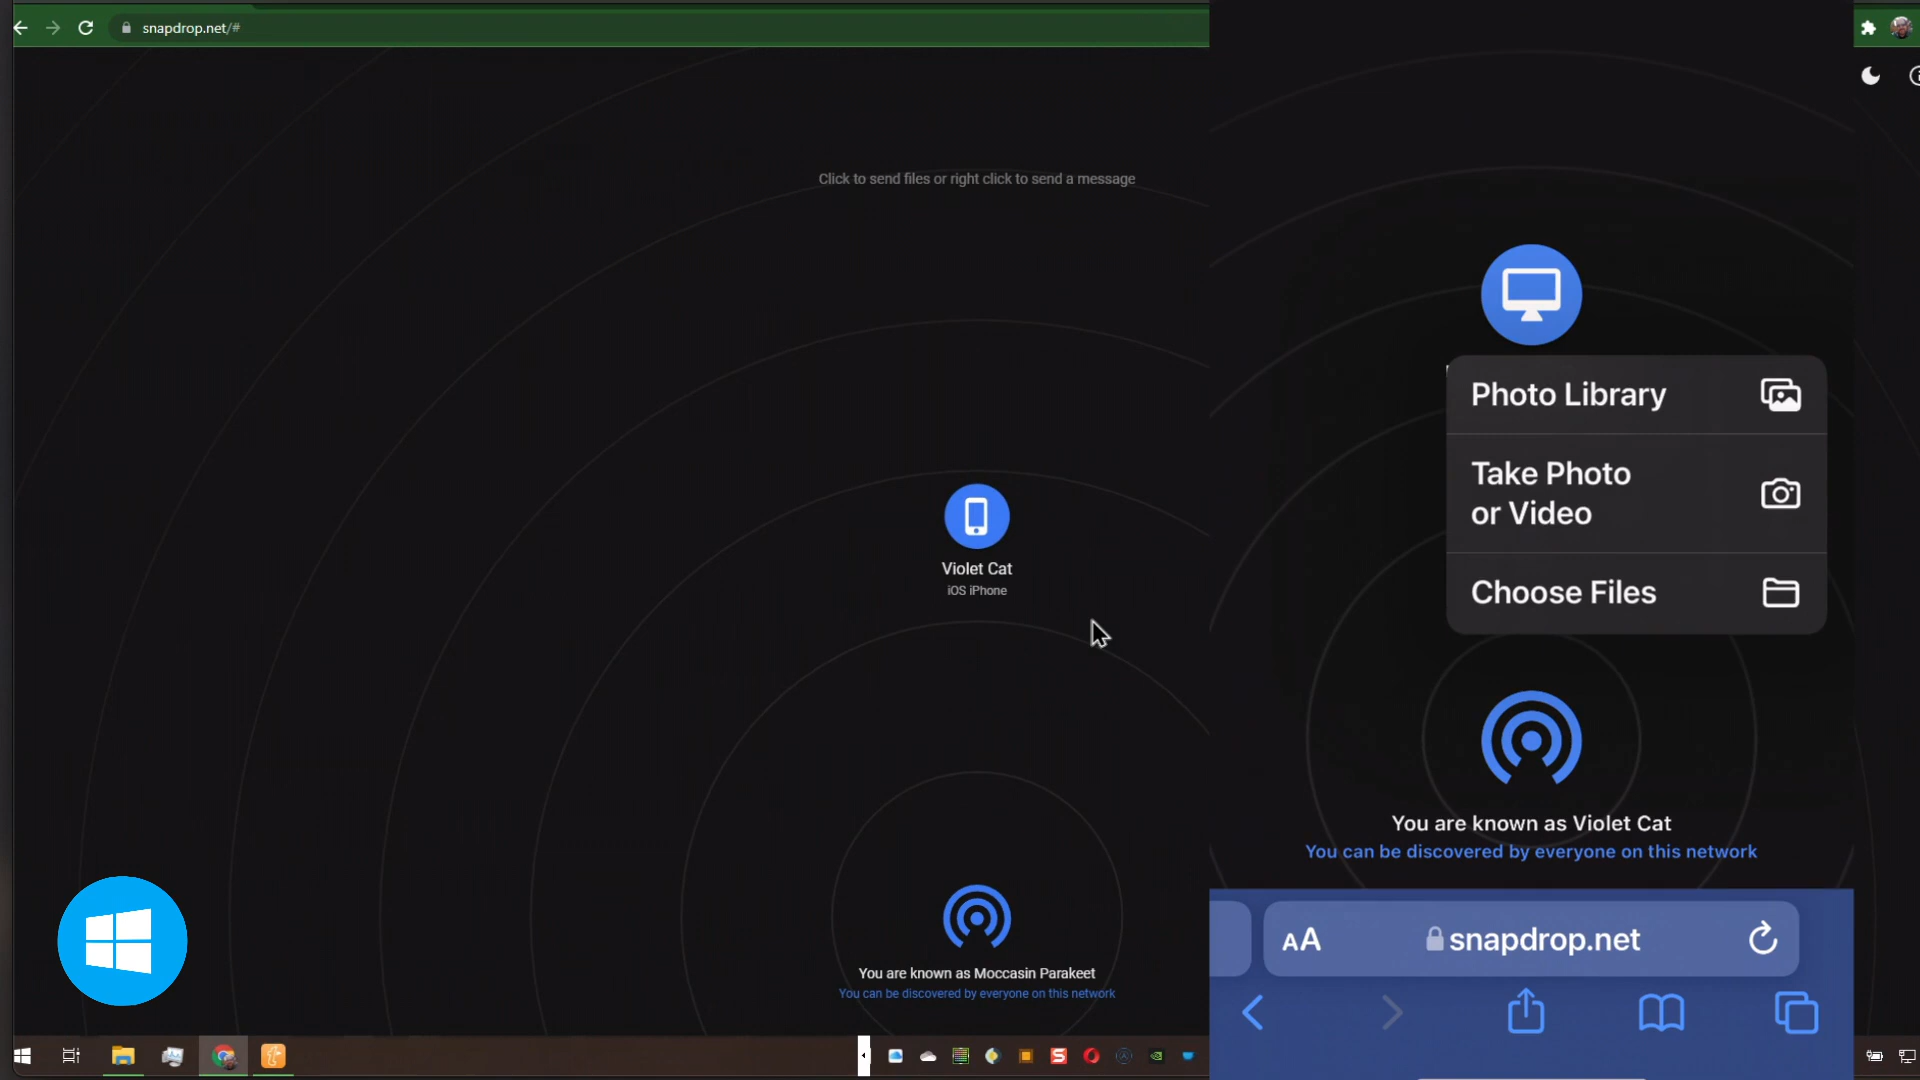 snapdrop.net/#
Click to send files or right click to send a message
Violet Cat
iOS iPhone
You are known as Moccasin Parakeet
You can be discovered by everyone on this network
Photo Library
Take Photo
or Video
Choose Files
You are known as Violet Cat
You can be discovered by everyone on this network
AA
snapdrop.net